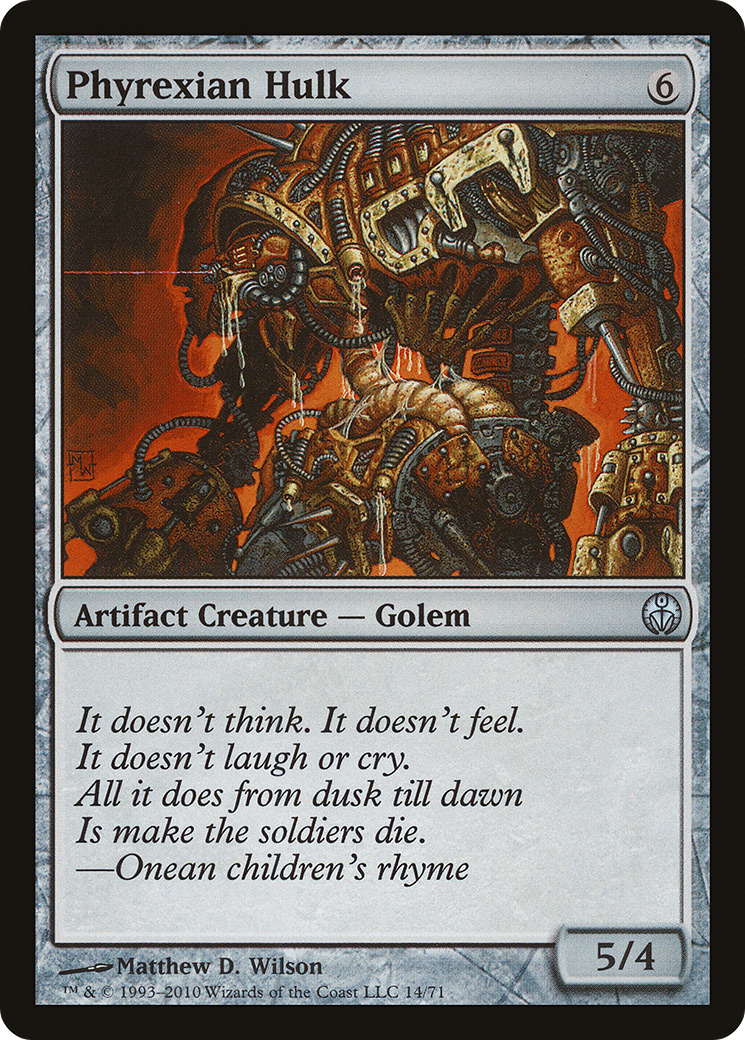 Phyrexian Hulk 6
MW
Artifact Creature — Golem
It doesn't think. It doesn't feel.
It doesn't laugh or cry.
All it does from dusk till dawn
Is make the soldiers die.
—Onean children's rhyme
5/4
Matthew D. Wilson
™ & © 1993–2010 Wizards of the Coast LLC 14/71